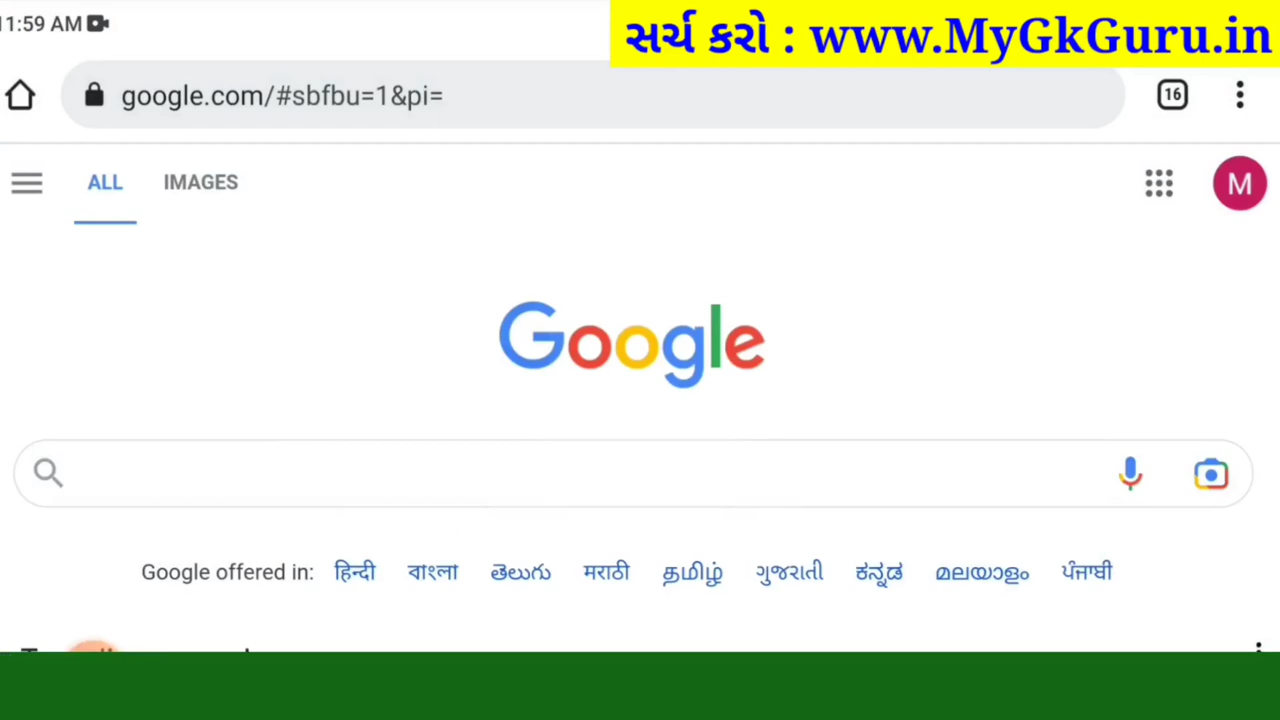 11:59 AM
સર્ચ કરો : www.MyGkGuru.in
google.com/#sbfbu=1&pi=
16
ALL IMAGES
M
Google
Google offered in: हिन्दी বাংলা తెలుగు मराठी தமிழ் ગુજરાતી ಕನ್ನಡ മലയാളം ਪੰਜਾਬੀ